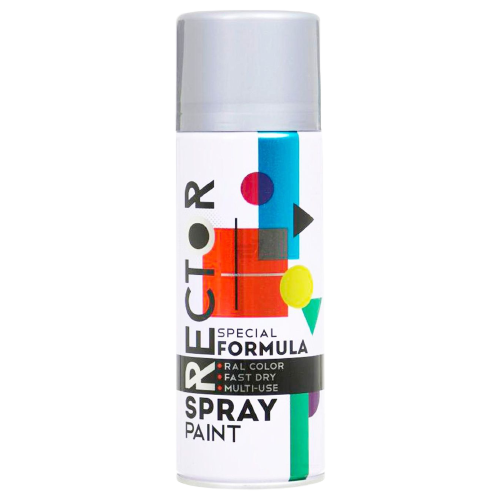 RECTOR
SPECIAL
FORMULA
RAL COLOR
FAST DRY
MULTI-USE
SPRAY
PAINT